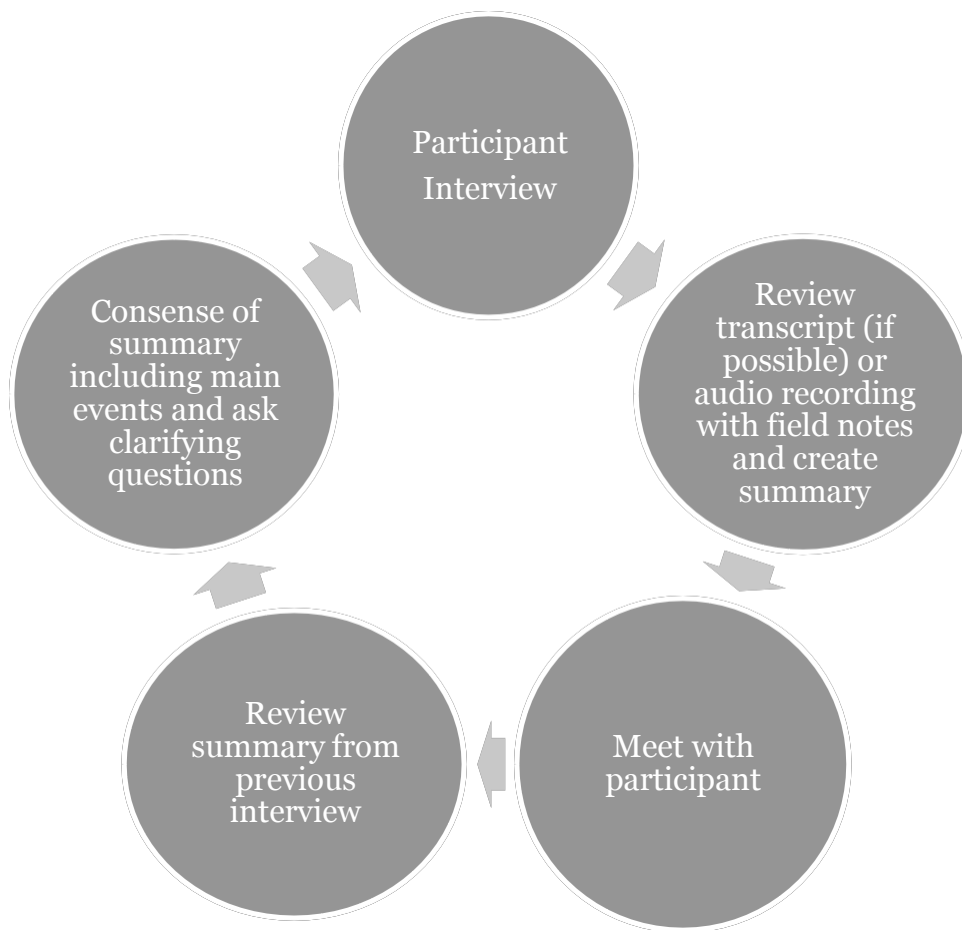 Participant
Interview
Review
transcript (if
possible) or
audio recording
with field notes
and create
summary
Meet with
participant
Review
summary from
previous
interview
Consense of
summary
including main
events and ask
clarifying
questions